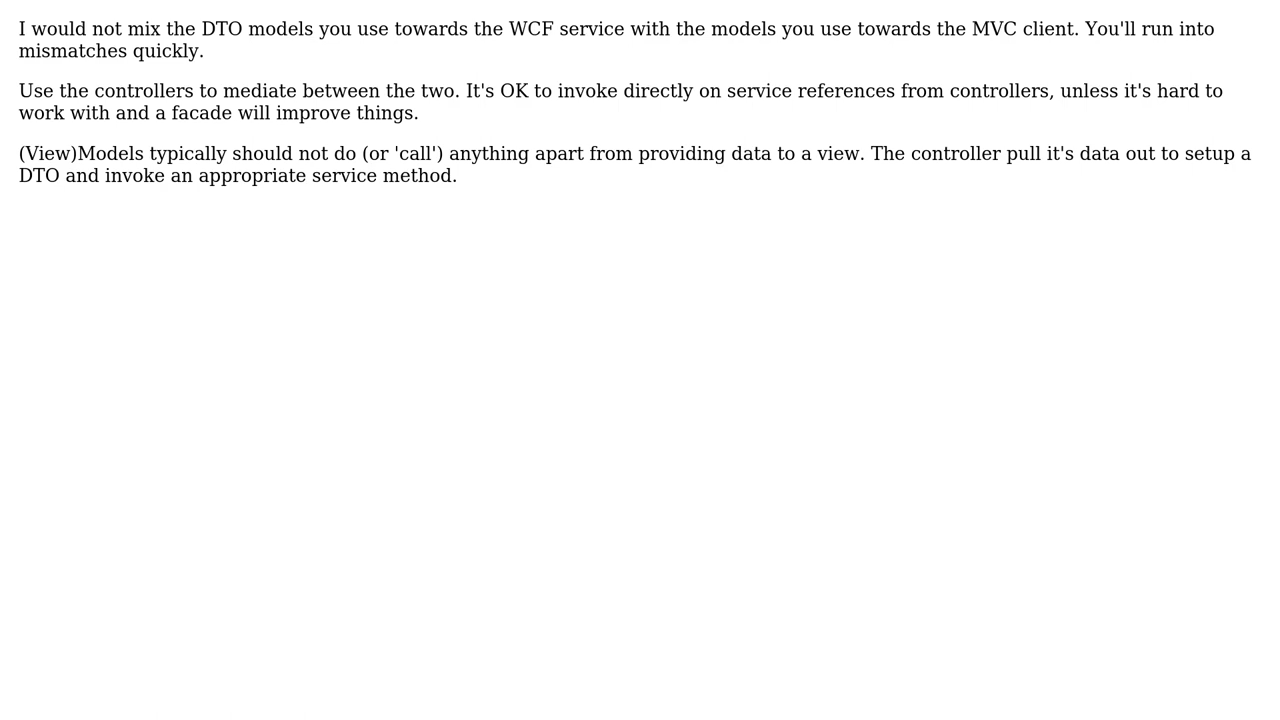 I would not mix the DTO models you use towards the WCF service with the models you use towards the MVC client. You'll run into
mismatches quickly.
Use the controllers to mediate between the two. It's OK to invoke directly on service references from controllers, unless it's hard to
work with and a facade will improve things.
(View)Models typically should not do (or 'call') anything apart from providing data to a view. The controller pull it's data out to setup a
DTO and invoke an appropriate service method.